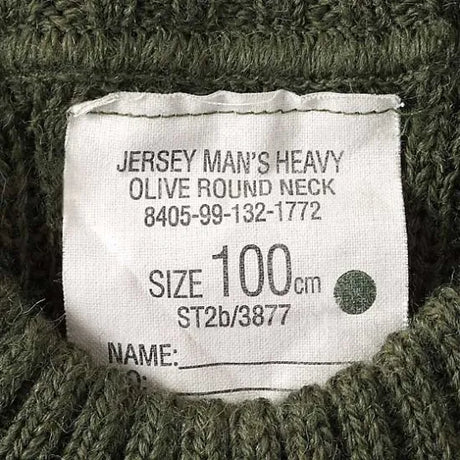 JERSEY MAN'S HEAVY
OLIVE ROUND NECK
8405-99-132-1772
SIZE 100cm
ST2b/3877
NAME: